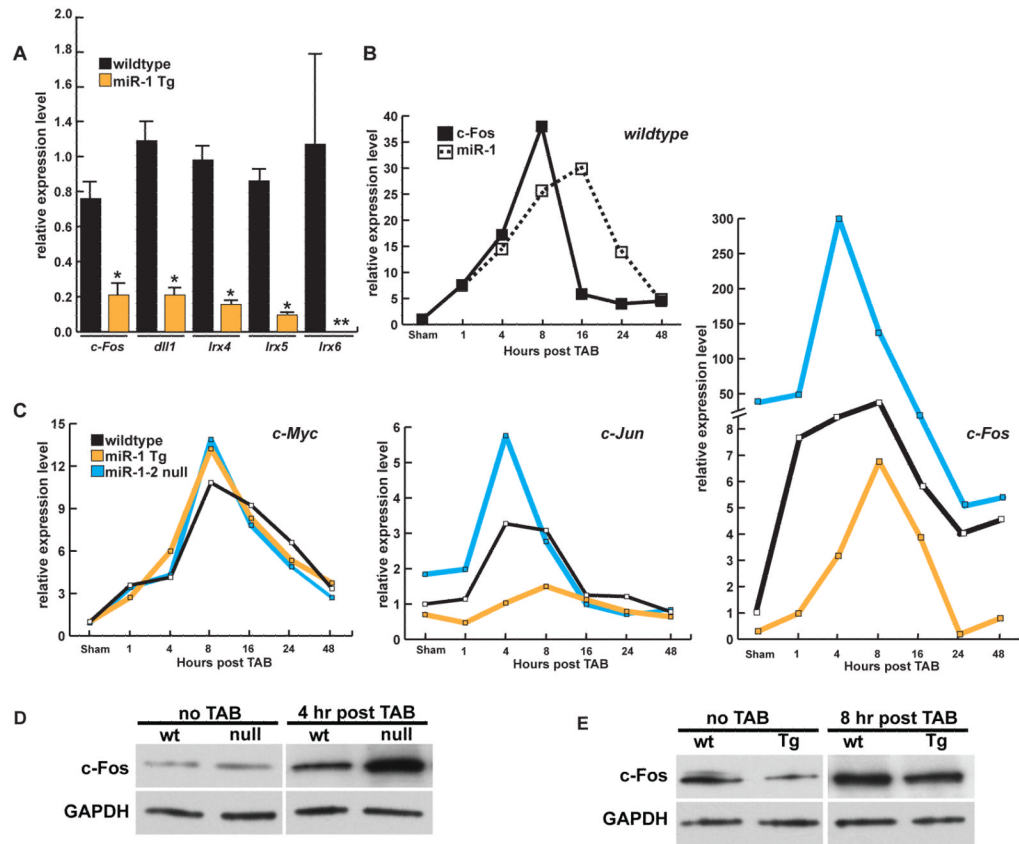 A
relative expression level
2.0
1.8
1.6
1.4
1.2
1.0
0.8
0.6
0.4
0.2
0.0
wildtype
miR-1 Tg
* * * * **
c-Fos dll1 Irx4 Irx5 Irx6
B
relative expression level
40
35
30
25
20
15
10
5
0
c-Fos
miR-1
wildtype
Sham 1 4 8 16 24 48
Hours post TAB
C
relative expression level
15
12
9
6
3
0
wildtype
miR-1 Tg
miR-1-2 null
c-Myc
Sham 1 4 8 16 24 48
Hours post TAB
relative expression level
6
5
4
3
2
1
0
c-Jun
Sham 1 4 8 16 24 48
Hours post TAB
relative expression level
300
250
200
150
100
50
8
7
6
5
4
3
2
1
0
c-Fos
Sham 1 4 8 16 24 48
Hours post TAB
D
no TAB 4 hr post TAB
wt null wt null
c-Fos
GAPDH
E
no TAB 8 hr post TAB
wt Tg wt Tg
c-Fos
GAPDH